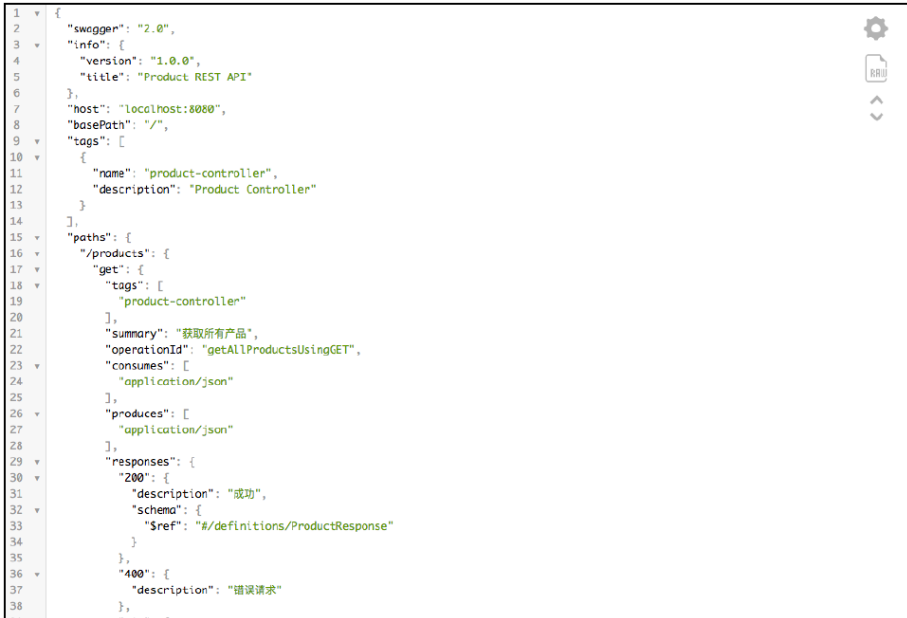 1 {
2 "swagger": "2.0",
3 "info": {
4 "version": "1.0.0",
5 "title": "Product REST API"
6 },
7 "host": "localhost:8080",
8 "basePath": "/",
9 "tags": [
10 {
11 "name": "product-controller",
12 "description": "Product Controller"
13 }
14 ],
15 "paths": {
16 "/products": {
17 "get": {
18 "tags": [
19 "product-controller"
20 ],
21 "summary": "获取所有产品",
22 "operationId": "getAllProductsUsingGET",
23 "consumes": [
24 "application/json"
25 ],
26 "produces": [
27 "application/json"
28 ],
29 "responses": {
30 "200": {
31 "description": "成功",
32 "schema": {
33 "$ref": "#/definitions/ProductResponse"
34 }
35 },
36 "400": {
37 "description": "错误请求"
38 },
RAW